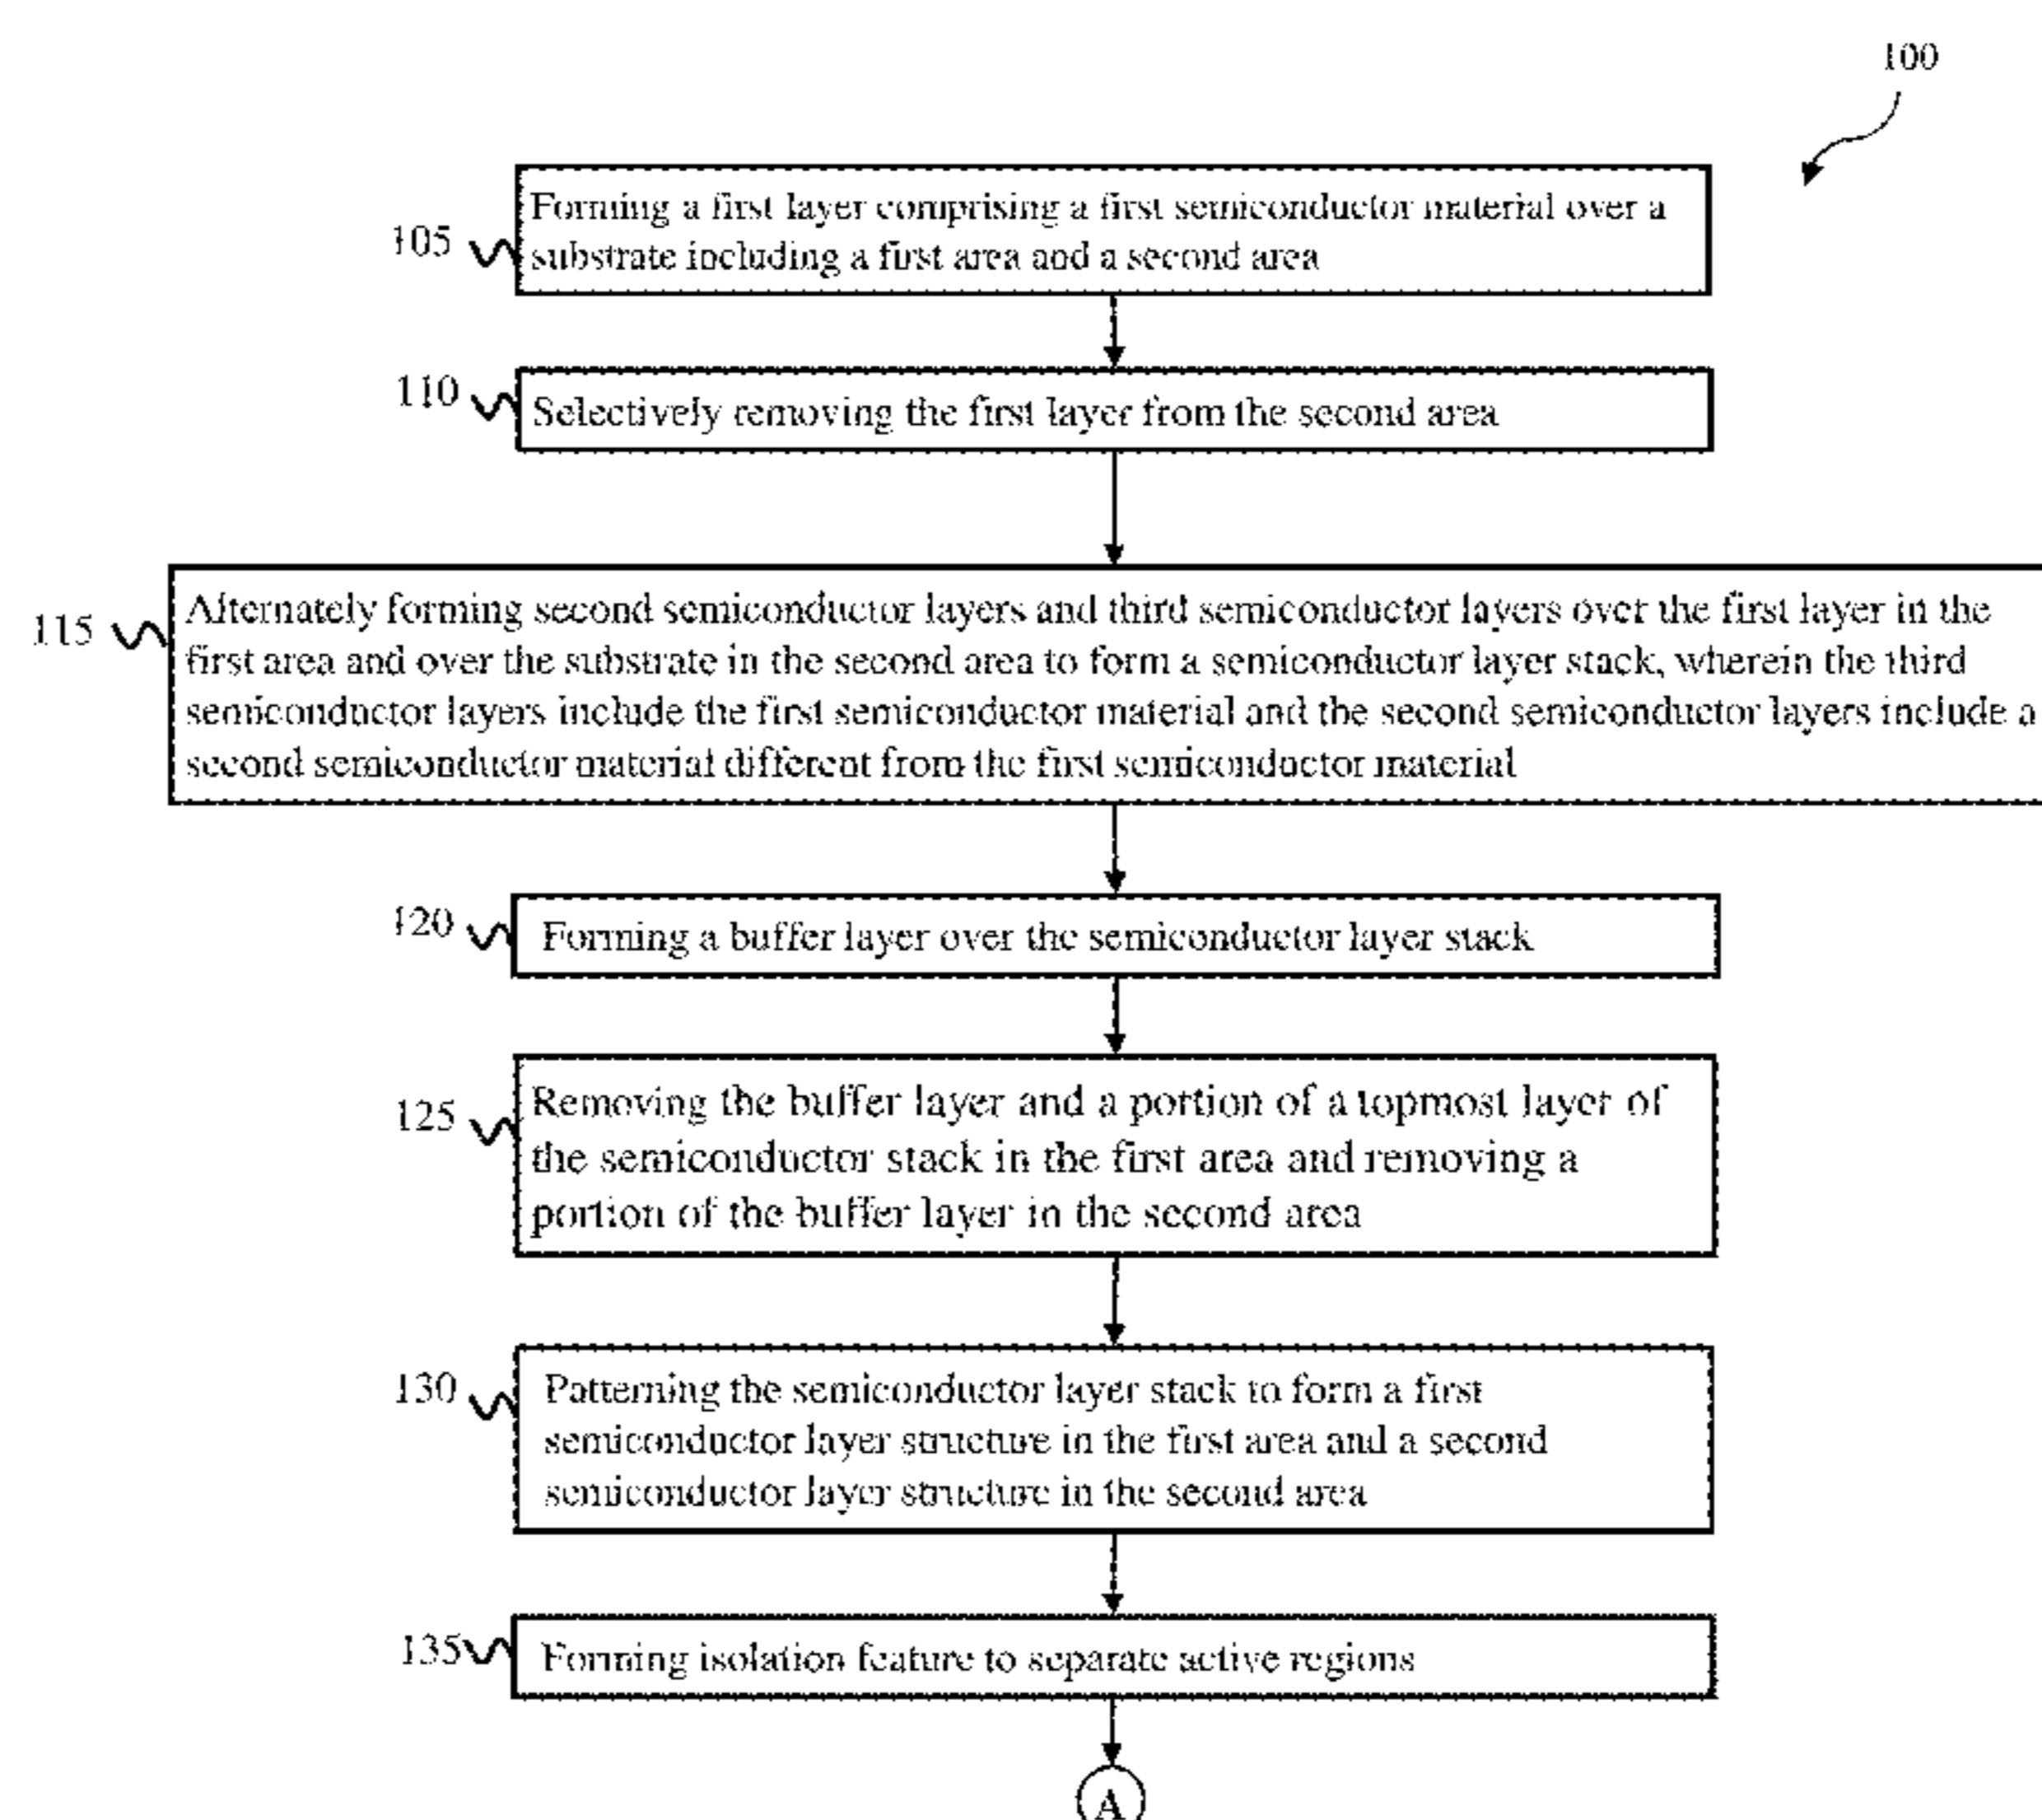 100
105
Forming a first layer comprising a first semiconductor material over a
substrate including a first area and a second area
110
Selectively removing the first layer from the second area
115
Alternately forming second semiconductor layers and third semiconductor layers over the first layer in the
first area and over the substrate in the second area to form a semiconductor layer stack, wherein the third
semiconductor layers include the first semiconductor material and the second semiconductor layers include a
second semiconductor material different from the first semiconductor material
120
Forming a buffer layer over the semiconductor layer stack
125
Removing the buffer layer and a portion of a topmost layer of
the semiconductor stack in the first area and removing a
portion of the buffer layer in the second area
130
Patterning the semiconductor layer stack to form a first
semiconductor layer structure in the first area and a second
semiconductor layer structure in the second area
135
Forming isolation feature to separate active regions
A